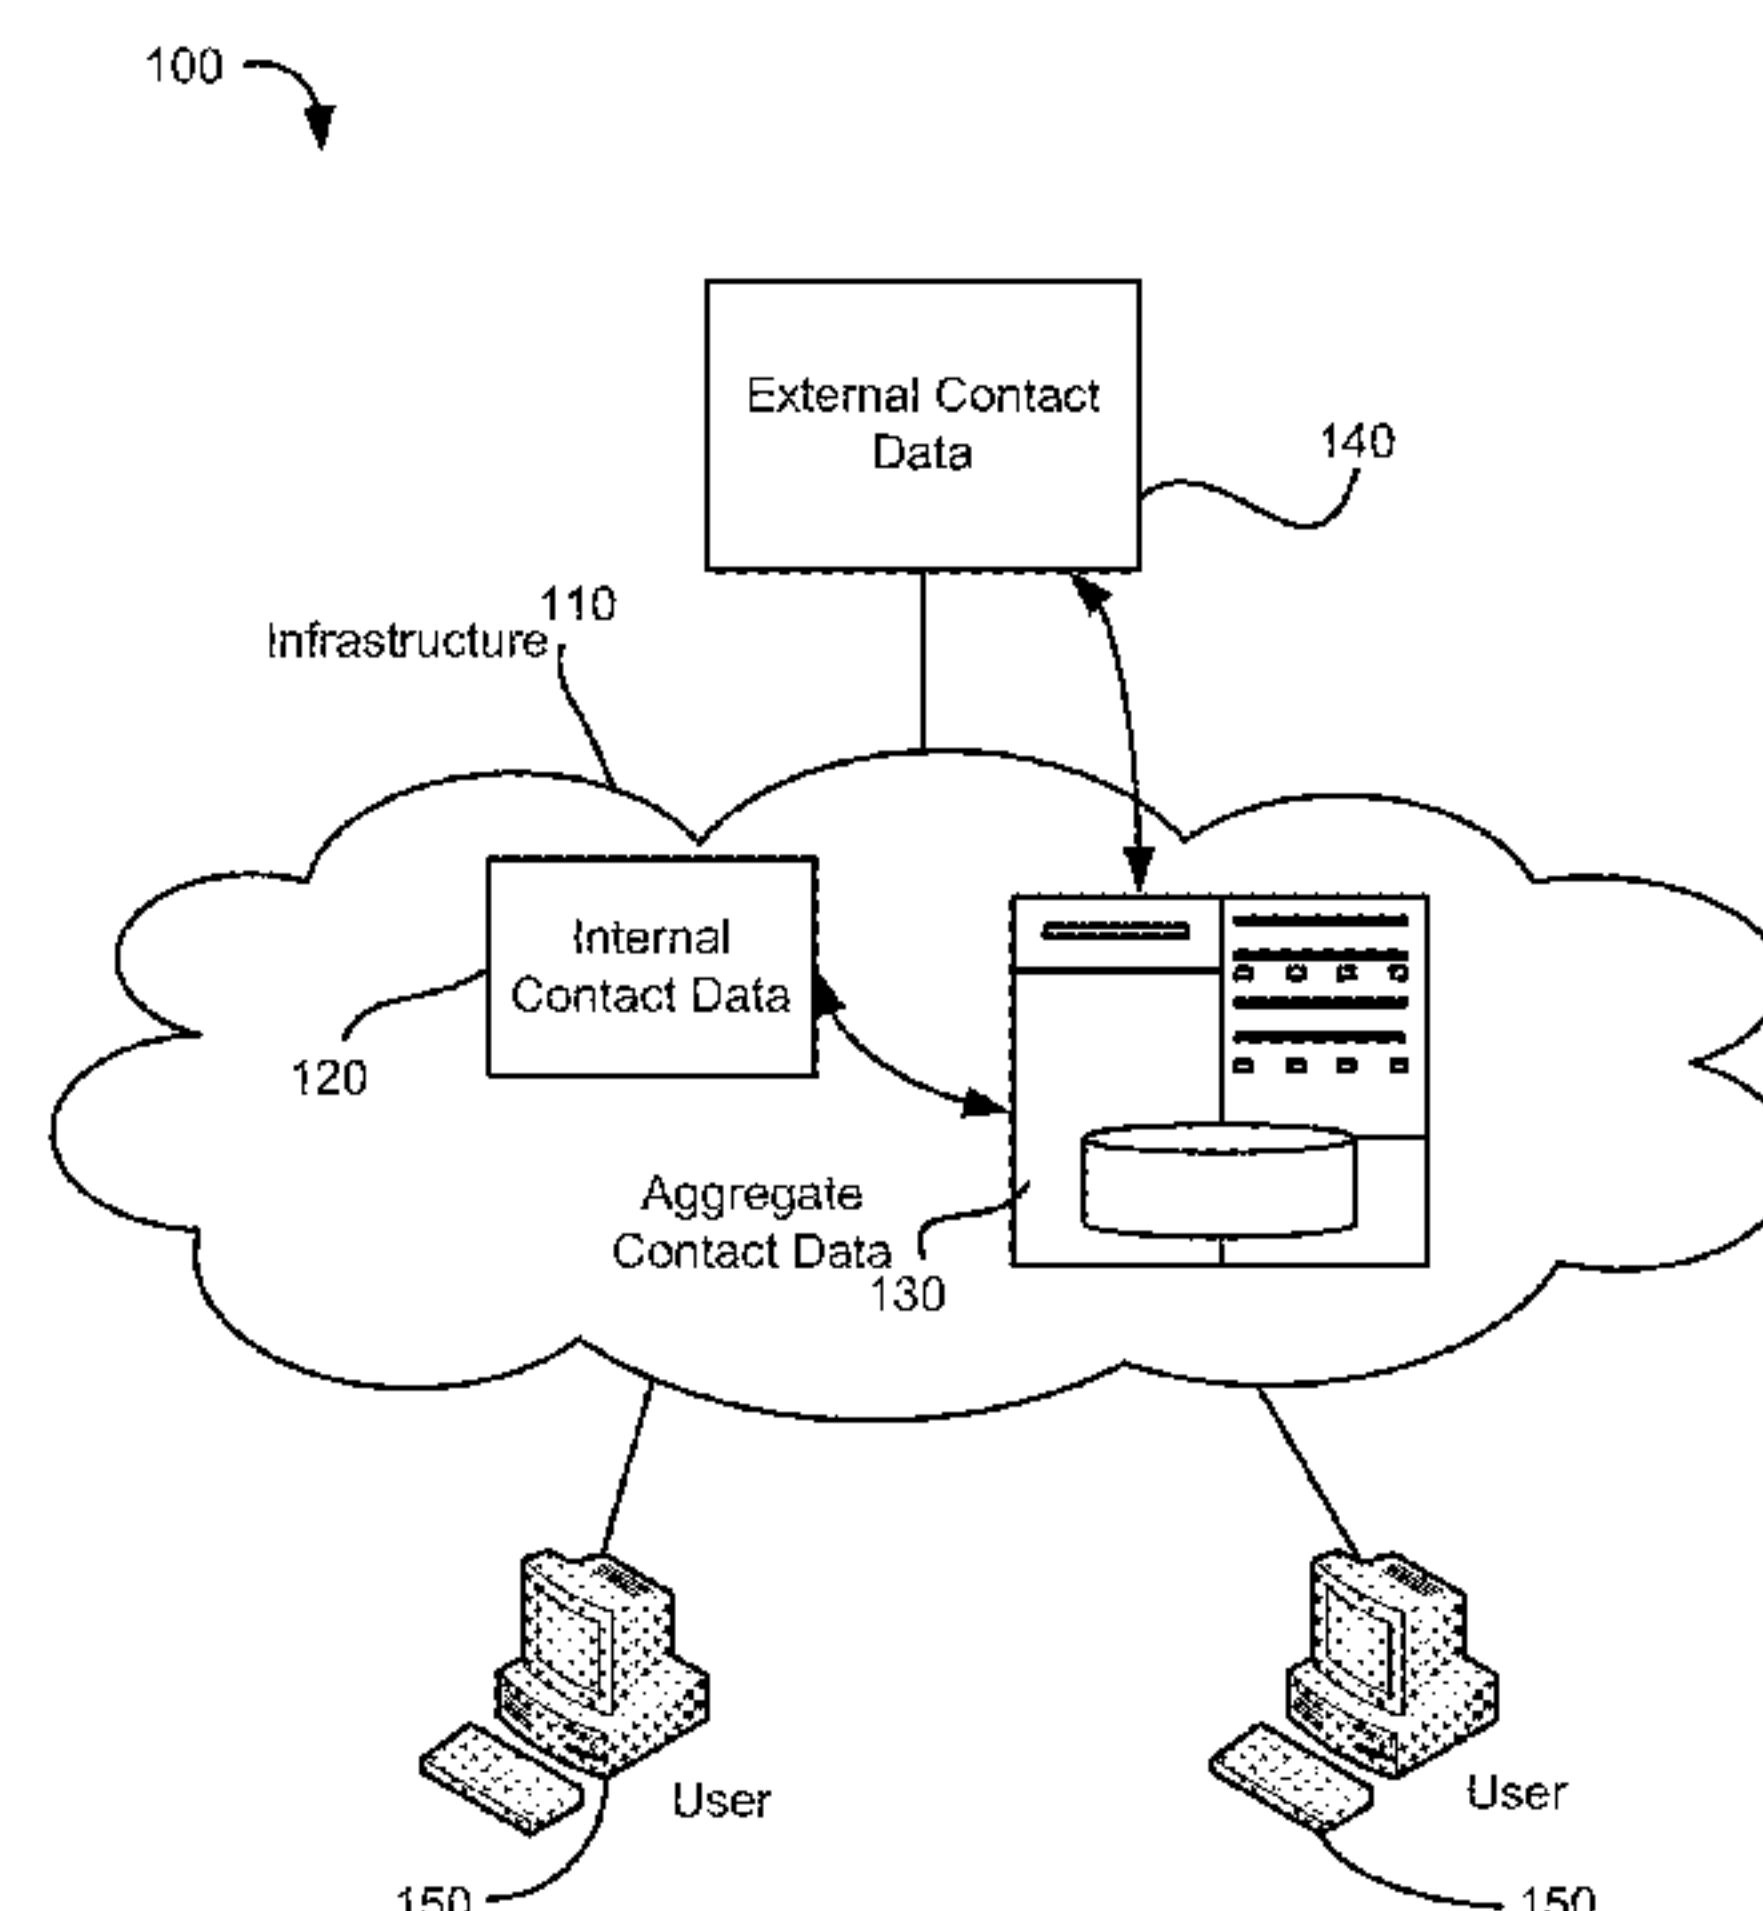 100
External Contact
Data
140
110
Infrastructure
Internal
Contact Data
120
Aggregate
Contact Data
130
User
User
150
150